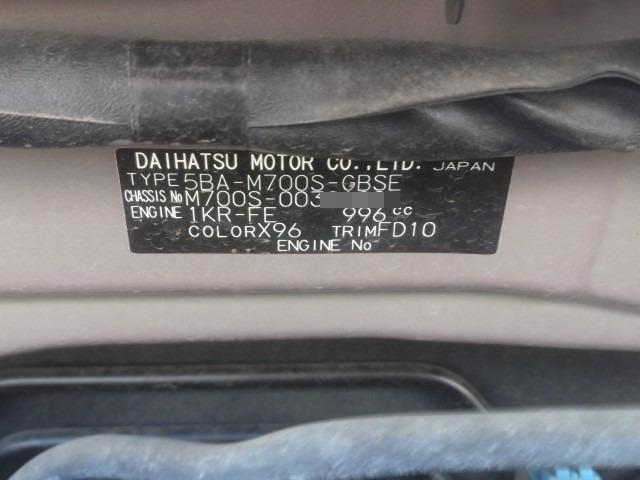 DAIHATSU MOTOR CO.,LTD. JAPAN
TYPE 5BA-M700S-GBSE
CHASSIS No M700S-003
ENGINE 1KR-FE 996cc
COLOR X96 TRIM FD10
ENGINE No